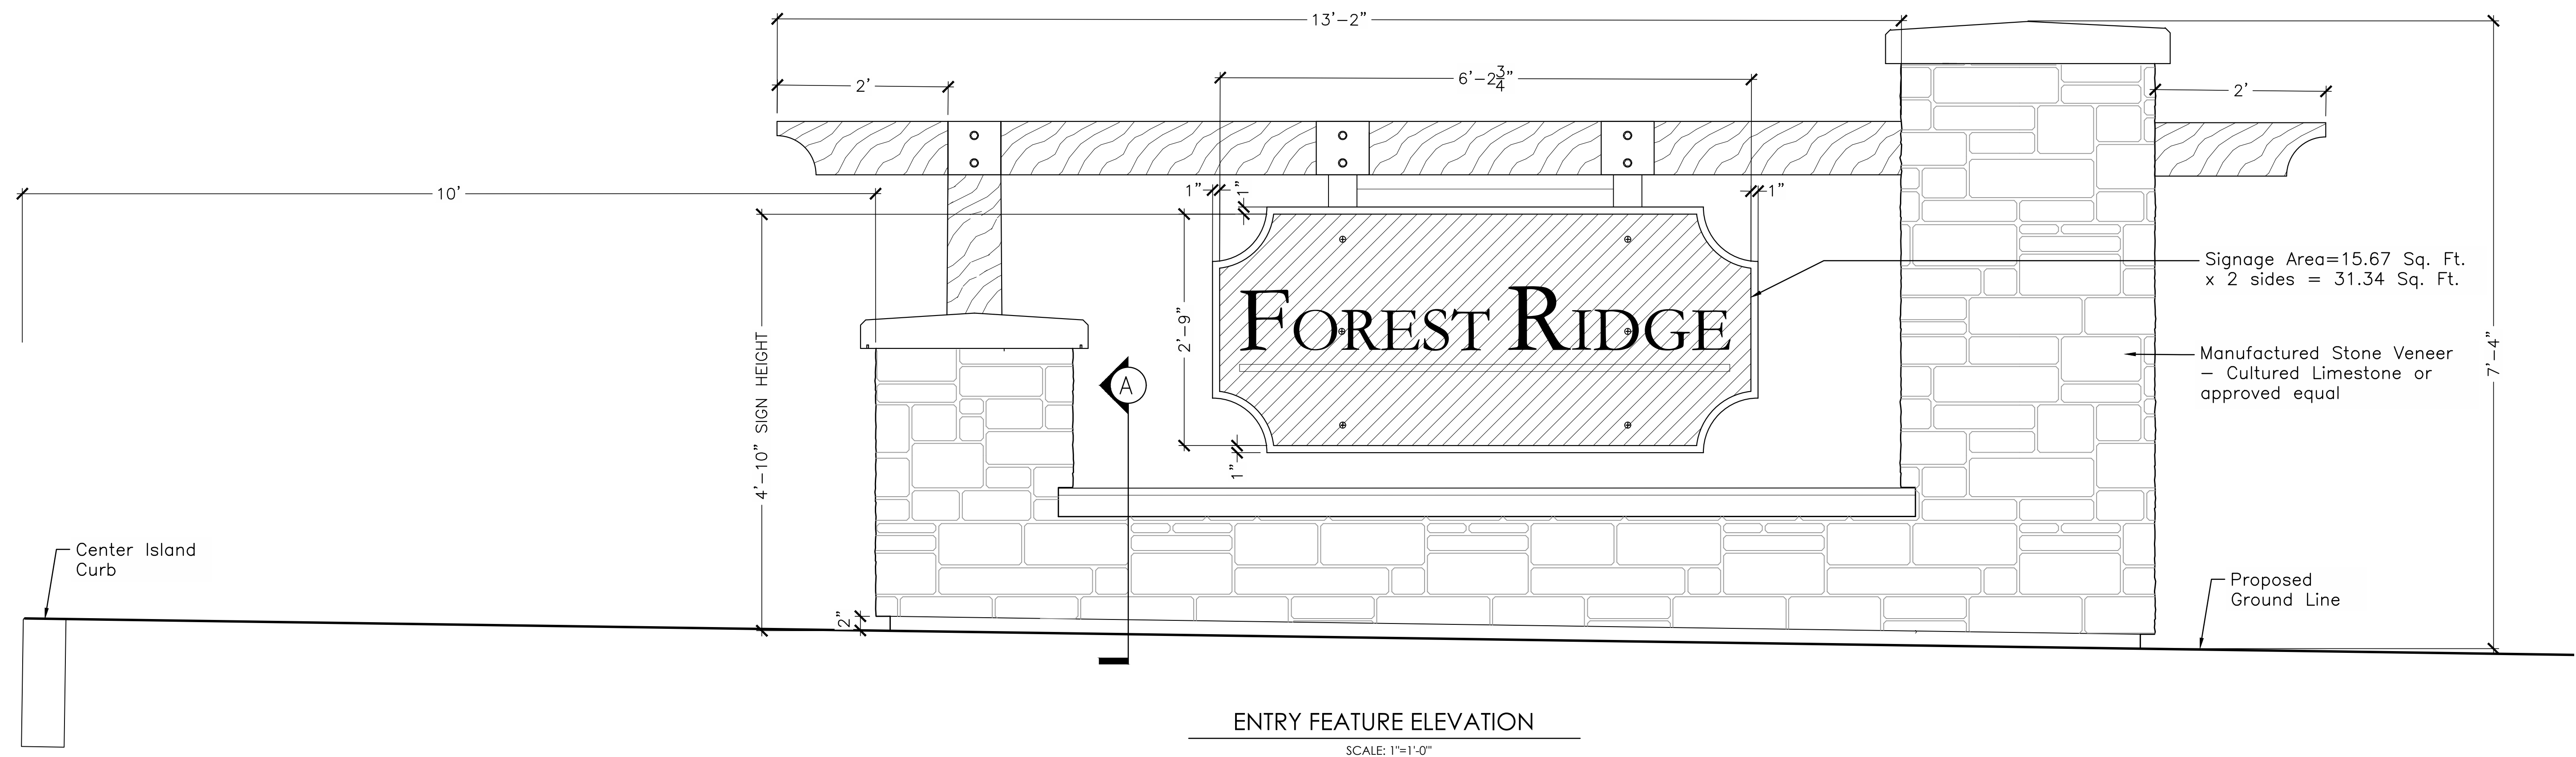 13'-2"
2'
6'-2 3/4"
2'
10'
1"
1"
1"
4'-10" SIGN HEIGHT
2'-9"
FOREST RIDGE
Signage Area=15.67 Sq. Ft.
x 2 sides = 31.34 Sq. Ft.
Manufactured Stone Veneer
- Cultured Limestone or
approved equal
7'-4"
A
1"
Center Island
Curb
2"
Proposed
Ground Line
ENTRY FEATURE ELEVATION
SCALE: 1"=1'-0""